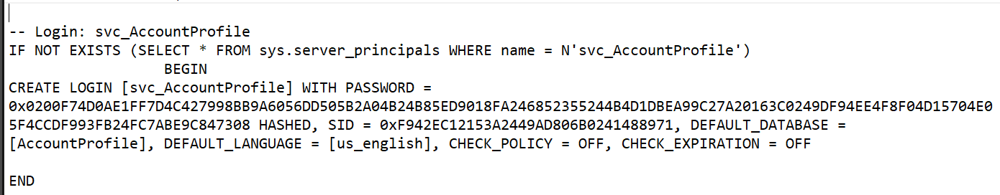 -- Login: svc_AccountProfile
IF NOT EXISTS (SELECT * FROM sys.server_principals WHERE name = N'svc_AccountProfile')
BEGIN
CREATE LOGIN [svc_AccountProfile] WITH PASSWORD =
0x0200F74D0AE1FF7D4C427998BB9A6056DD505B2A04B24B85ED9018FA246852355244B4D1DBEA99C27A20163C0249DF94EE4F8F04D15704E0
5F4CCDF993FB24FC7ABE9C847308 HASHED, SID = 0xF942EC12153A2449AD806B0241488971, DEFAULT_DATABASE =
[AccountProfile], DEFAULT_LANGUAGE = [us_english], CHECK_POLICY = OFF, CHECK_EXPIRATION = OFF
END